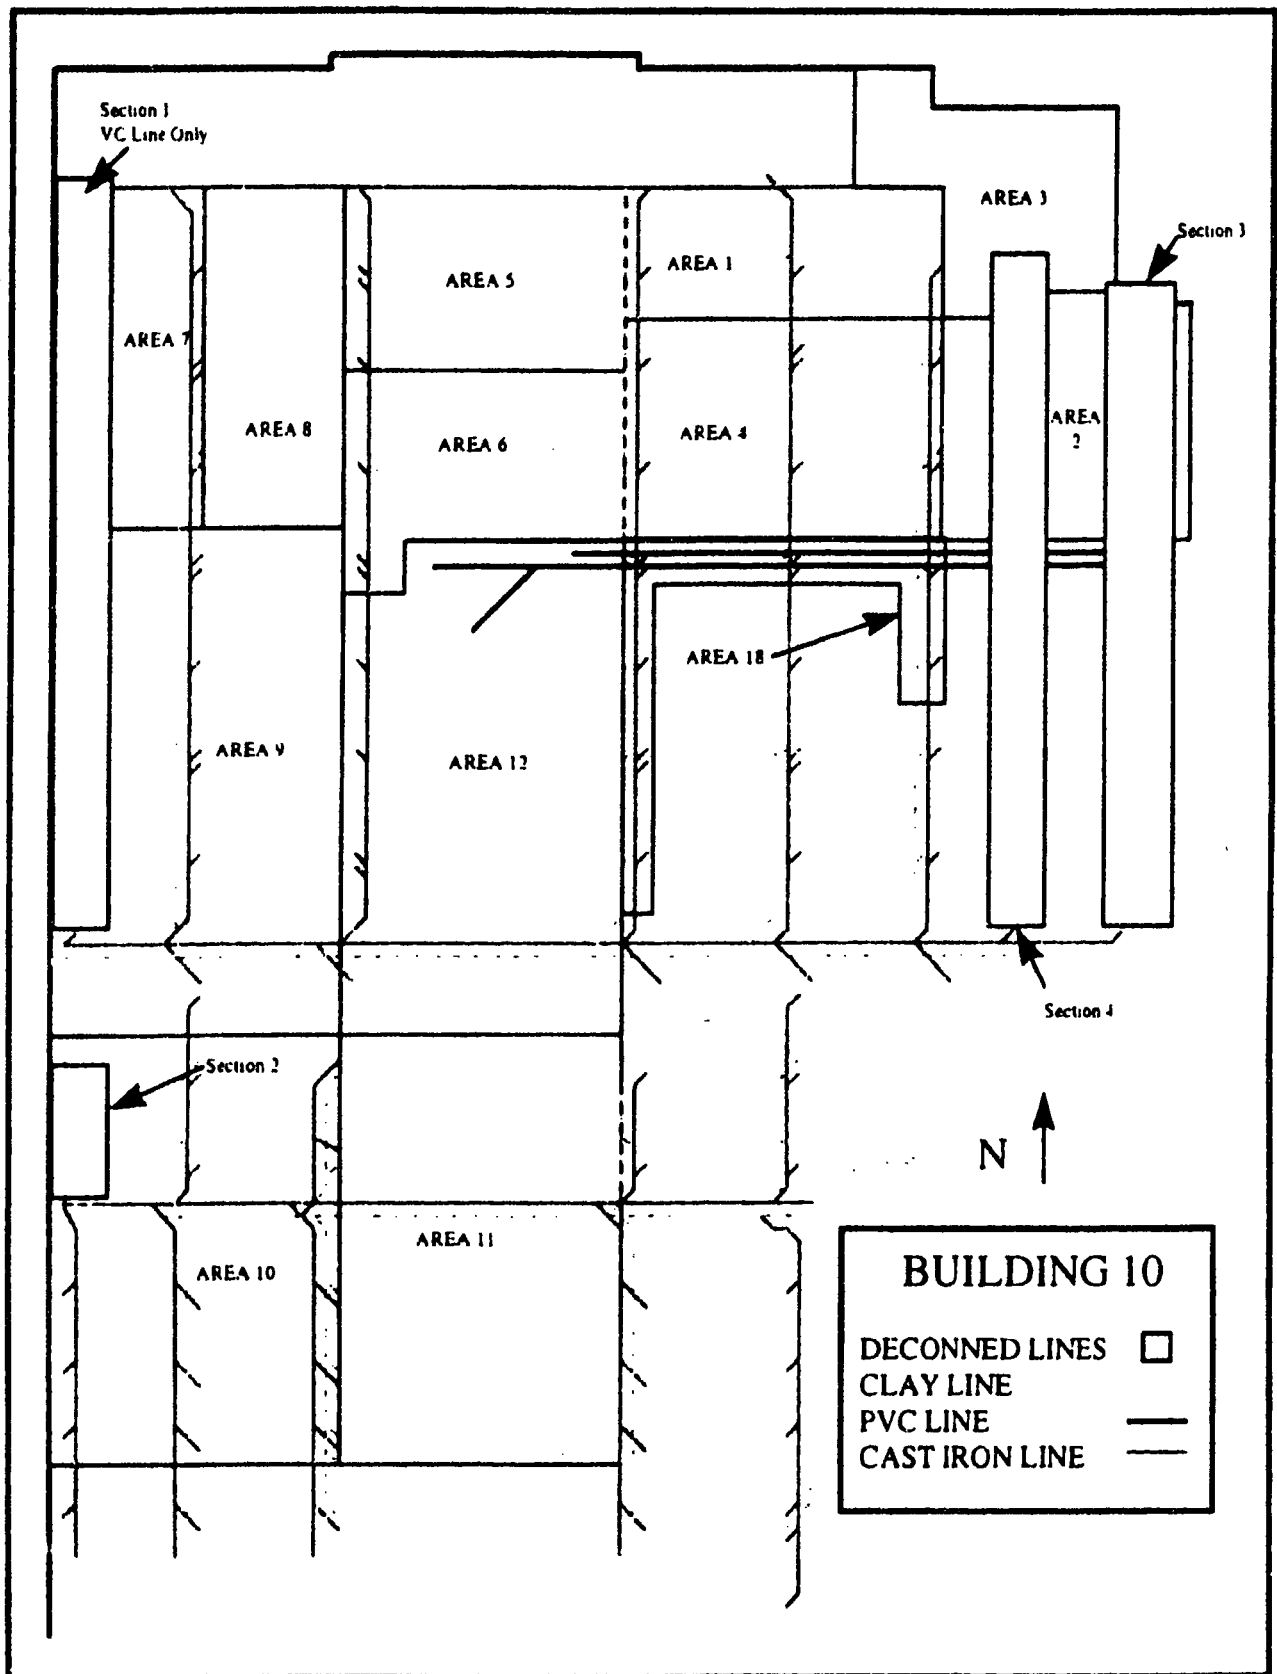 Section 1
VC Line Only
AREA 3
Section 3
AREA 1
AREA 5
AREA 7
AREA 8
AREA 6
AREA 4
AREA
2
AREA 18
AREA 9
AREA 12
Section 4
Section 2
N
AREA 11
AREA 10
BUILDING 10
DECONNED LINES
CLAY LINE
PVC LINE
CAST IRON LINE